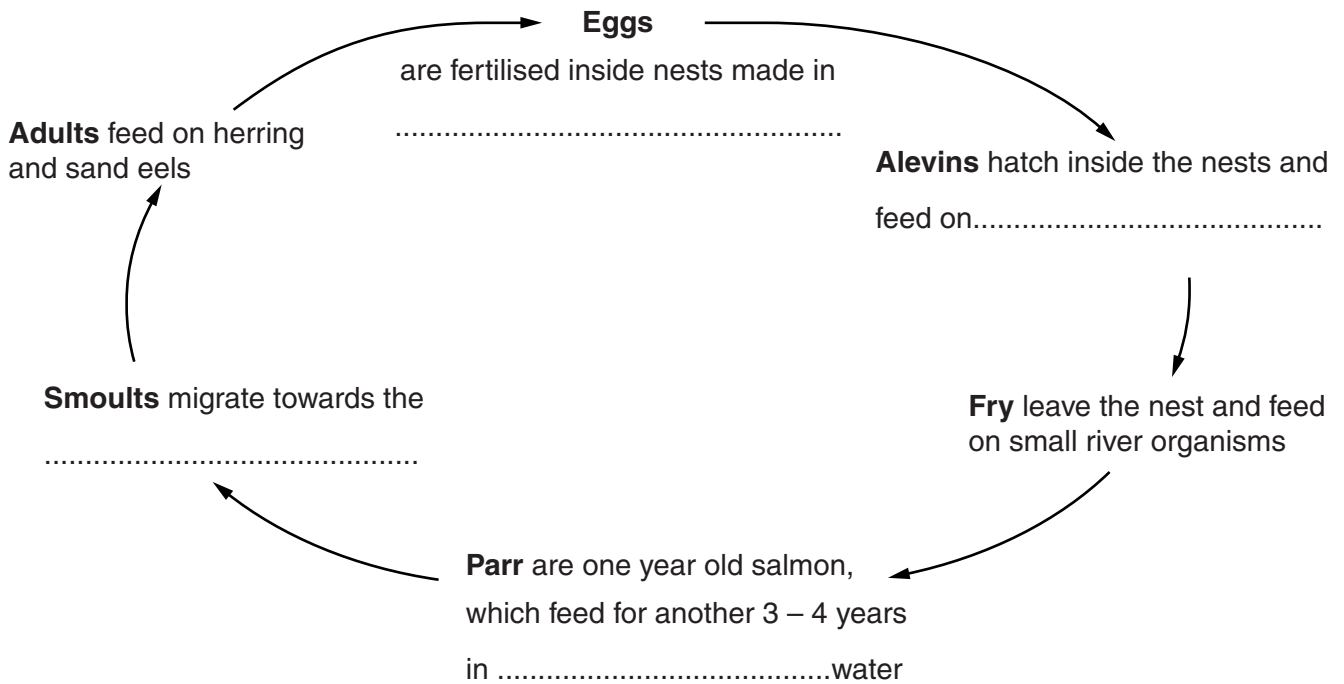 Eggs
are fertilised inside nests made in
......................................................
Alevins hatch inside the nests and
feed on...........................................
Fry leave the nest and feed
on small river organisms
Parr are one year old salmon,
which feed for another 3 – 4 years
in .........................................water
Smoults migrate towards the
..............................................
Adults feed on herring
and sand eels